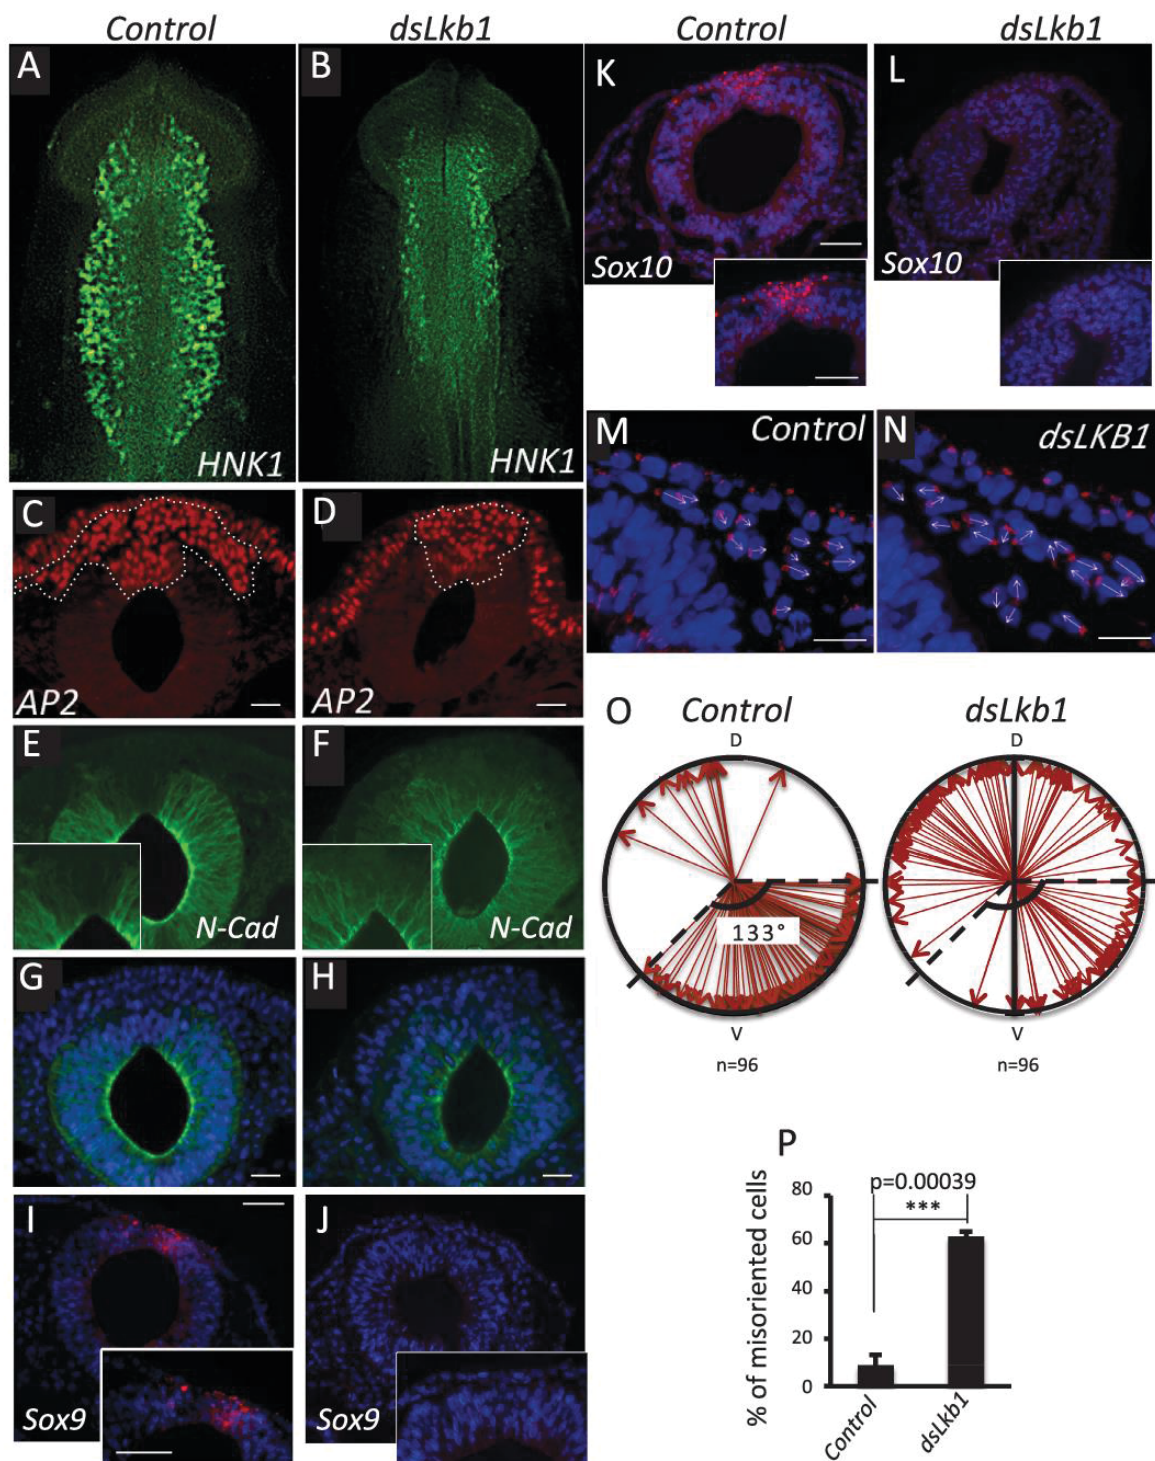 Control
dsLkb1
Control
dsLkb1
A
B
HNK1
HNK1
C
D
AP2
AP2
E
F
N-Cad
N-Cad
G
H
I
J
Sox9
Sox9
K
L
Sox10
Sox10
M
Control
N
dsLKB1
O
Control
dsLkb1
D
D
133°
V
V
n=96
n=96
P
p=0.00039
***
% of misoriented cells
80
60
40
20
0
Control
dsLkb1